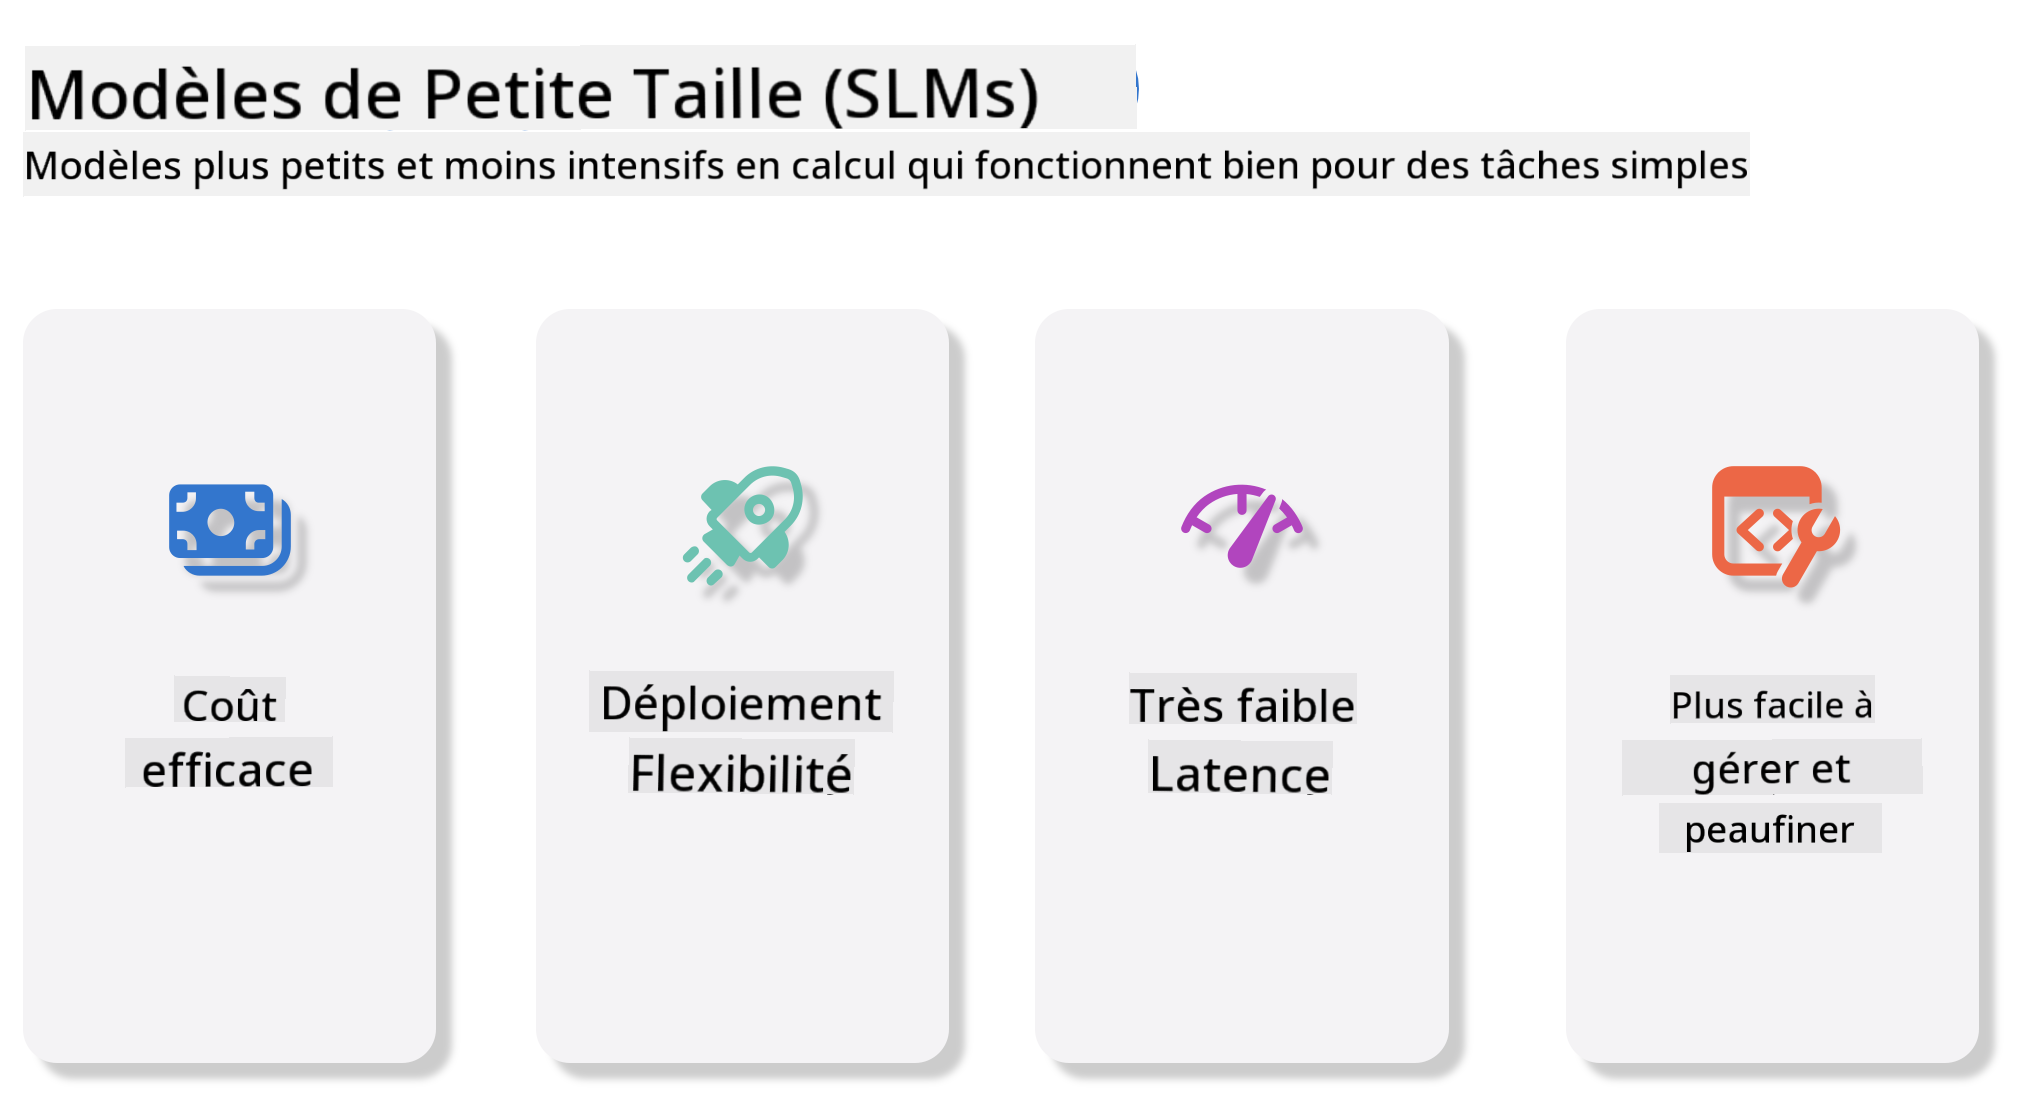 Modèles de Petite Taille (SLMs)
Modèles plus petits et moins intensifs en calcul qui fonctionnent bien pour des tâches simples
Coût
efficace
Déploiement
Flexibilité
Très faible
Latence
Plus facile à
gérer et
peaufiner